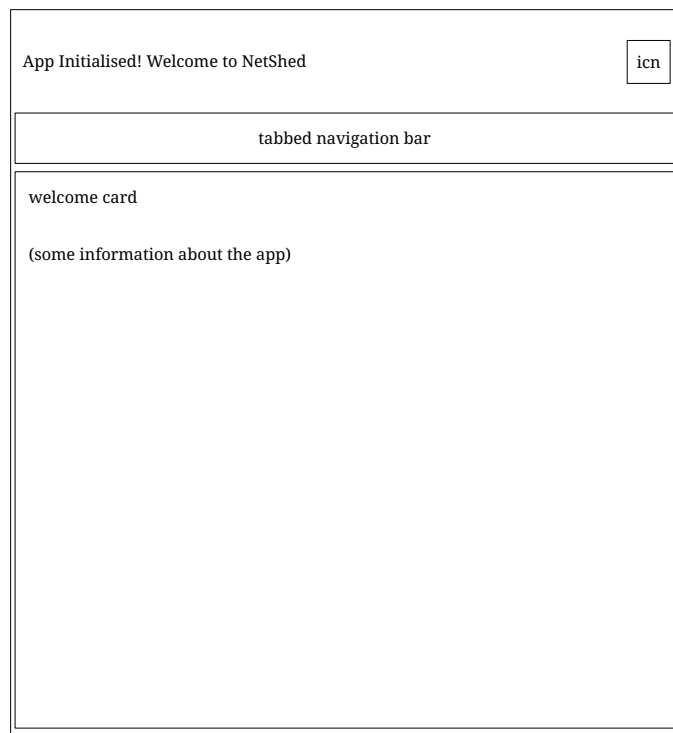 App Initialised! Welcome to NetShed
icn
tabbed navigation bar
welcome card
(some information about the app)